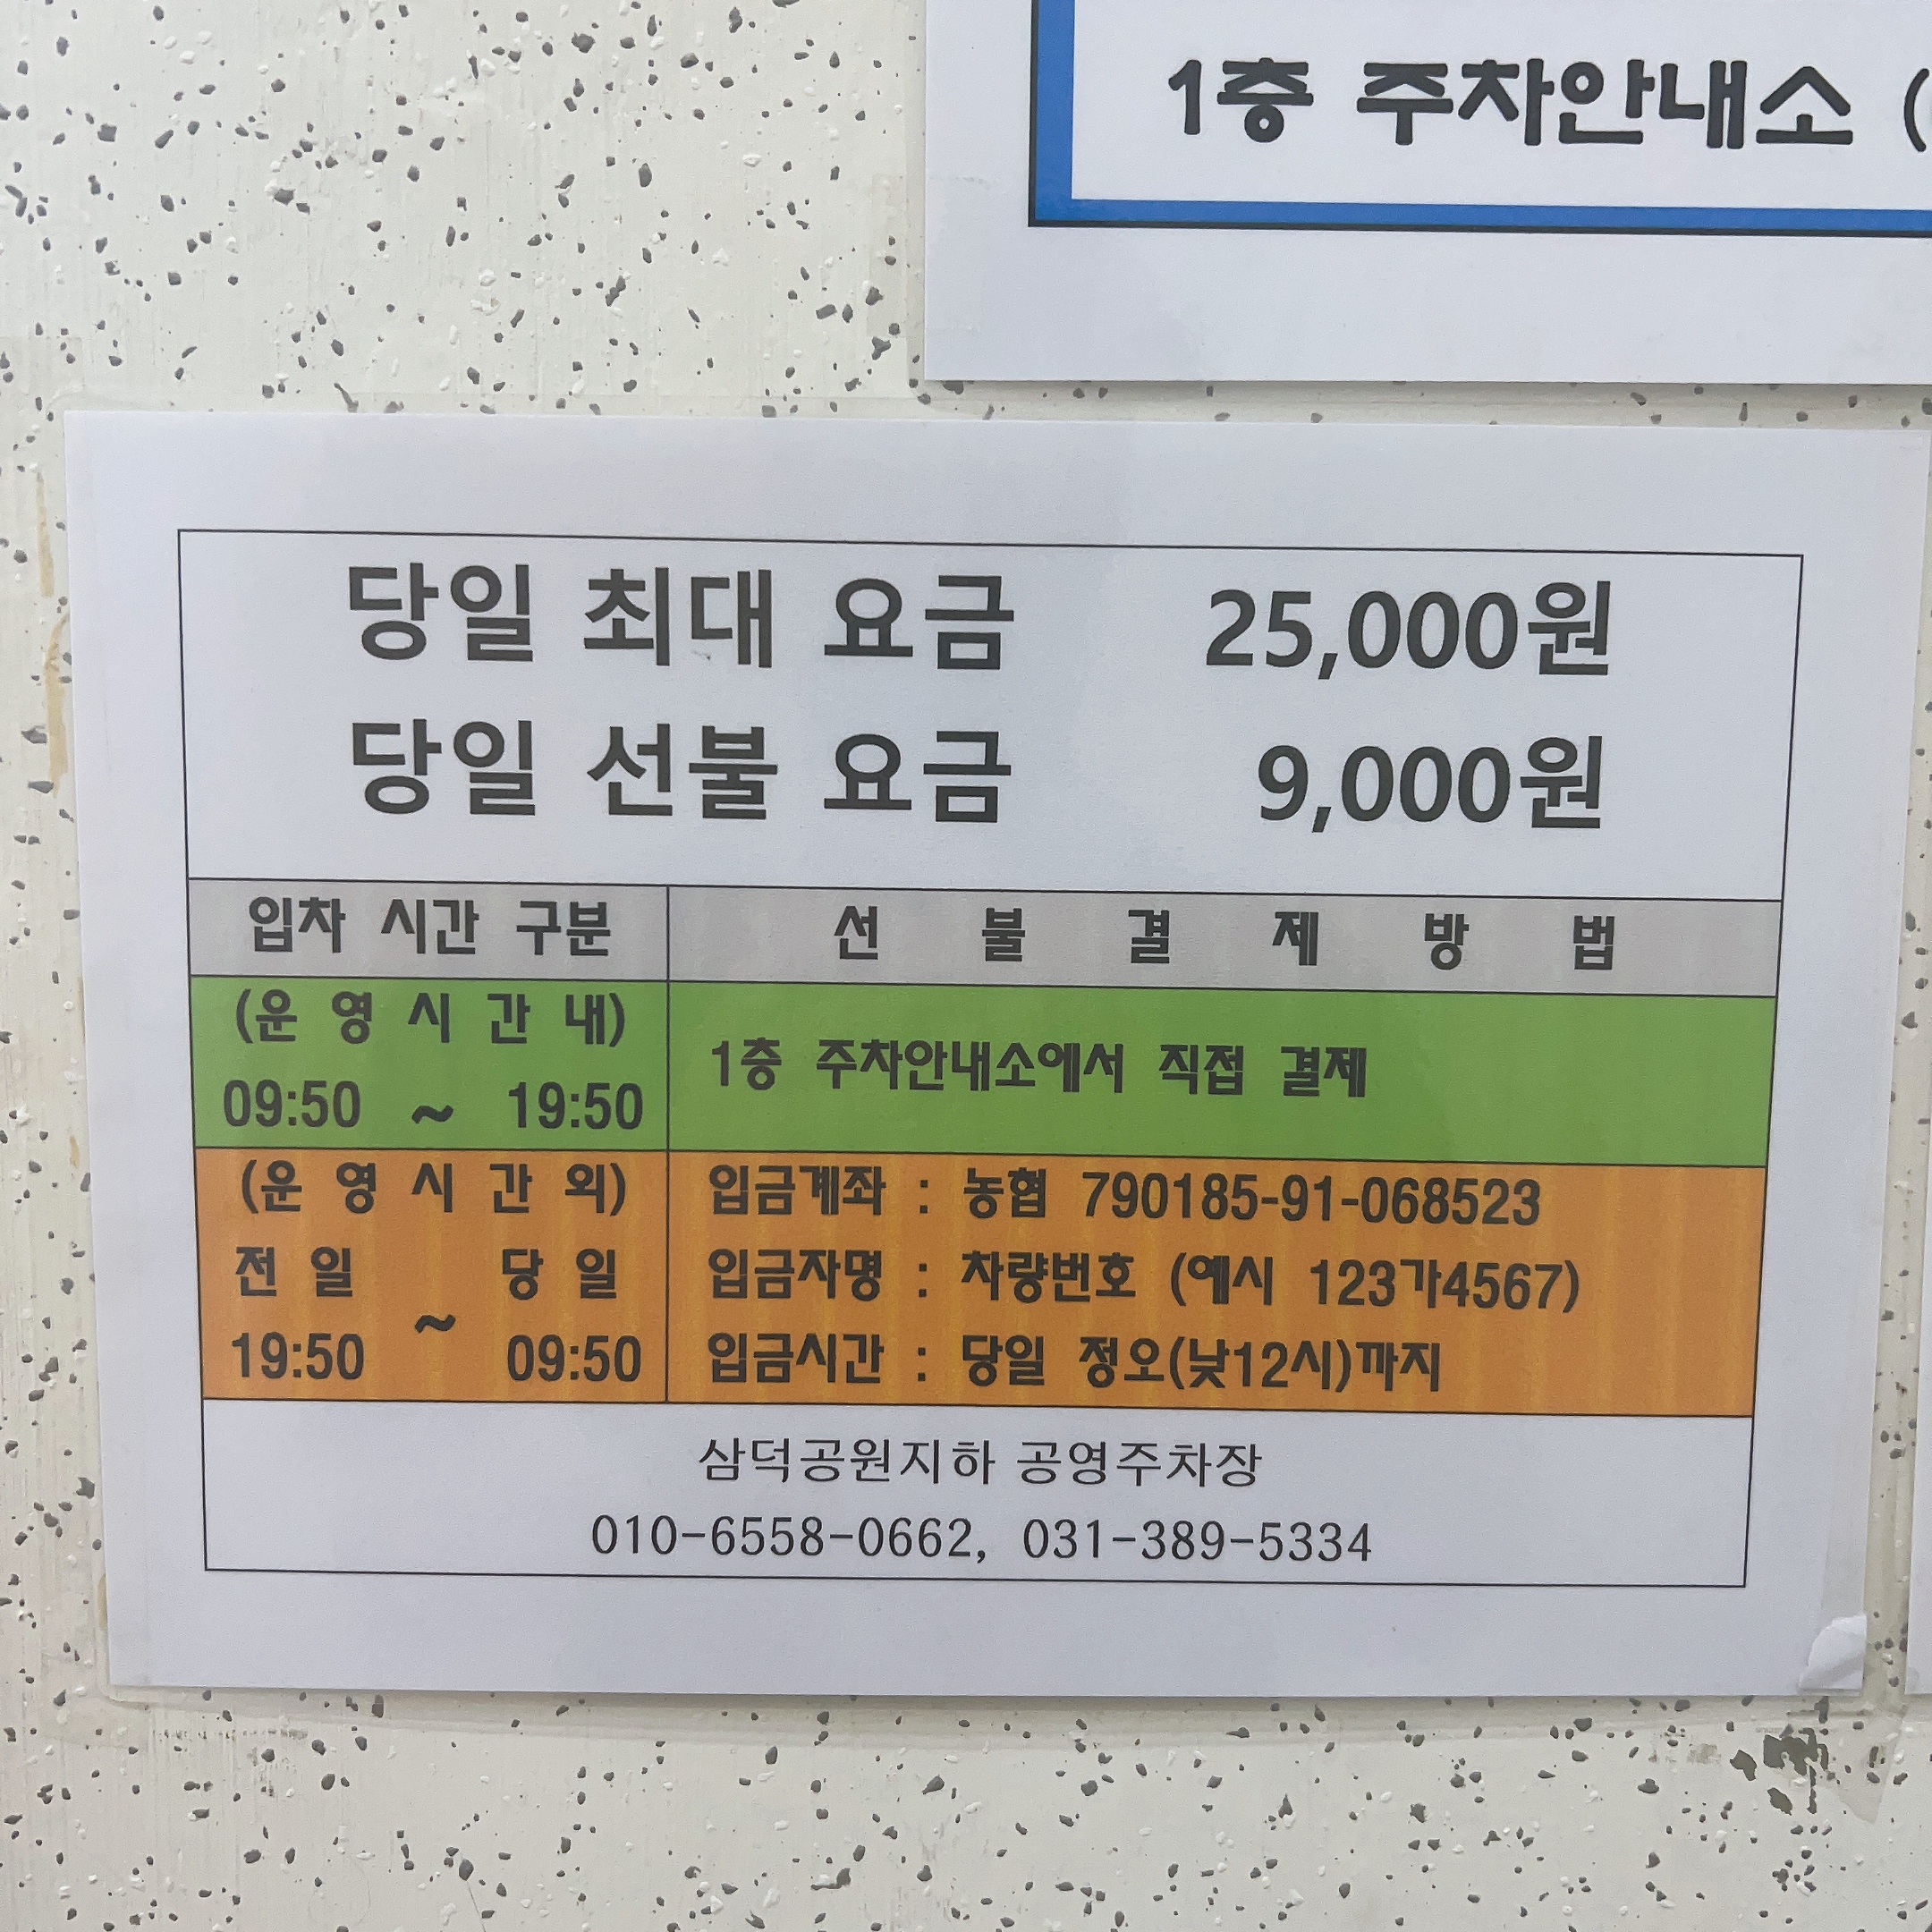 1층 주차안내소 (
당일 최대 요금 25,000원
당일 선불 요금 9,000원
입차 시간 구분 선 불 결 제 방 법
(운 영 시 간 내)
09:50 ~ 19:50
1층 주차안내소에서 직접 결제
(운 영 시 간 외)
전 일 ~ 당 일
19:50 09:50
입금계좌 : 농협 790185-91-068523
입금자명 : 차량번호 (예시 123가4567)
입금시간 : 당일 정오(낮12시)까지
삼덕공원지하 공영주차장
010-6558-0662, 031-389-5334